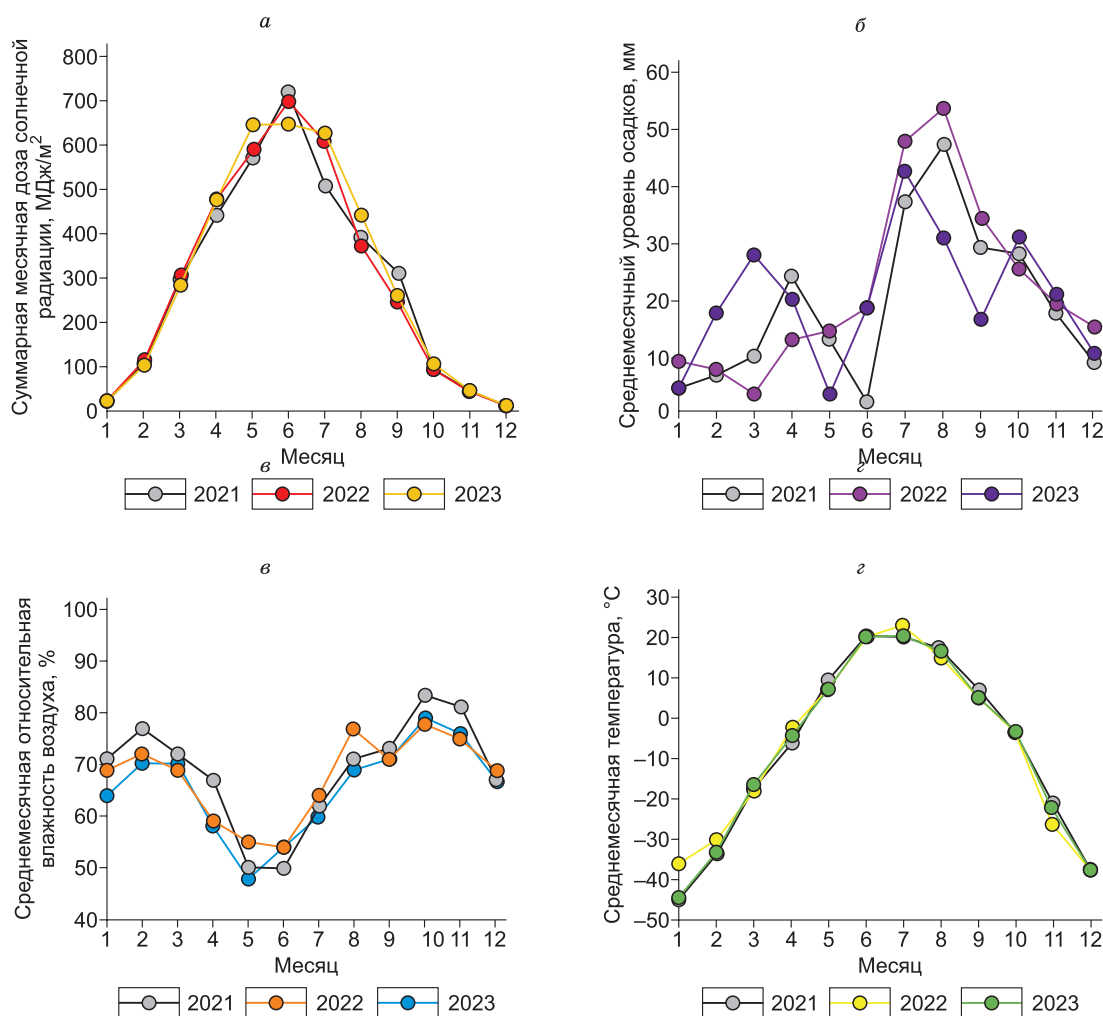 а
Суммарная месячная доза солнечной
радиации, МДж/м²
800
700
600
500
400
300
200
100
0
1 2 3 4 5 6 7 8 9 10 11 12
Месяц
в
2021 2022 2023
б
Среднемесячный уровень осадков, мм
60
50
40
30
20
10
0
1 2 3 4 5 6 7 8 9 10 11 12
Месяц
г
2021 2022 2023
в
Среднемесячная относительная
влажность воздуха, %
100
90
80
70
60
50
40
1 2 3 4 5 6 7 8 9 10 11 12
Месяц
2021 2022 2023
г
Среднемесячная температура, °С
30
20
10
0
–10
–20
–30
–40
–50
1 2 3 4 5 6 7 8 9 10 11 12
Месяц
2021 2022 2023